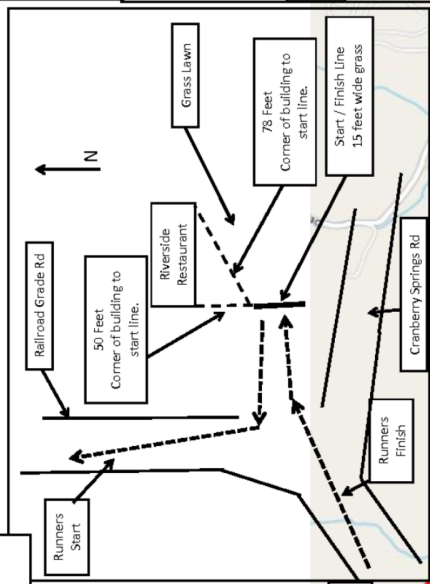 Grass Lawn
78 Feet
Corner of building to
start line.
Start / Finish Line
15 feet wide grass
N
Railroad Grade Rd
Riverside
Restaurant
50 Feet
Corner of building to
start line.
Cranberry Springs Rd
Runners
Start
Runners
Finish